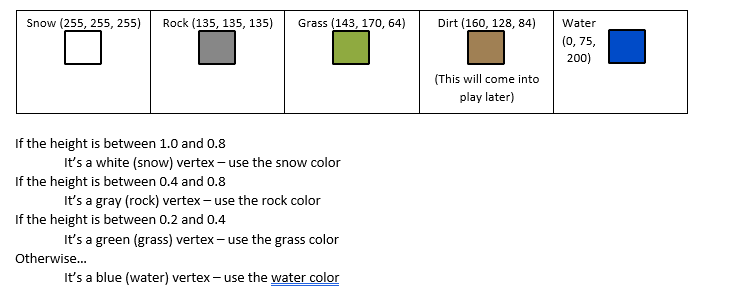 Snow (255, 255, 255)
Rock (135, 135, 135)
Grass (143, 170, 64)
Dirt (160, 128, 84)
(This will come into
play later)
Water
(0, 75,
200)
If the height is between 1.0 and 0.8
It's a white (snow) vertex – use the snow color
If the height is between 0.4 and 0.8
It's a gray (rock) vertex – use the rock color
If the height is between 0.2 and 0.4
It's a green (grass) vertex – use the grass color
Otherwise…
It's a blue (water) vertex – use the water color